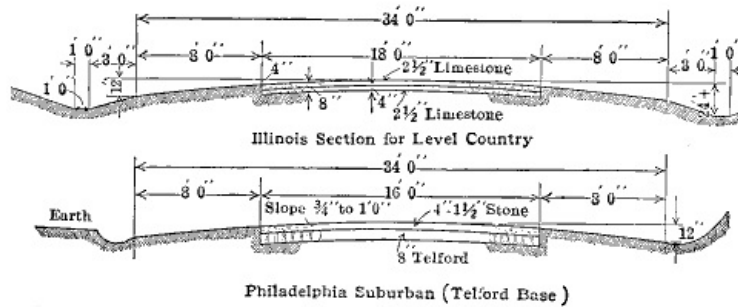 34' 0"
1' 0" 3' 0" 8' 0" 18' 0" 8' 0" 3' 0" 1' 0"
1' 0" 12" 4" 2½" Limestone
8" 4" 2½" Limestone
Illinois Section for Level Country
34' 0"
8' 0" 16' 0" 8' 0"
Earth Slope ¾" to 1' 0" 4"-1½" Stone 12"
8" Telford
Philadelphia Suburban (Telford Base)